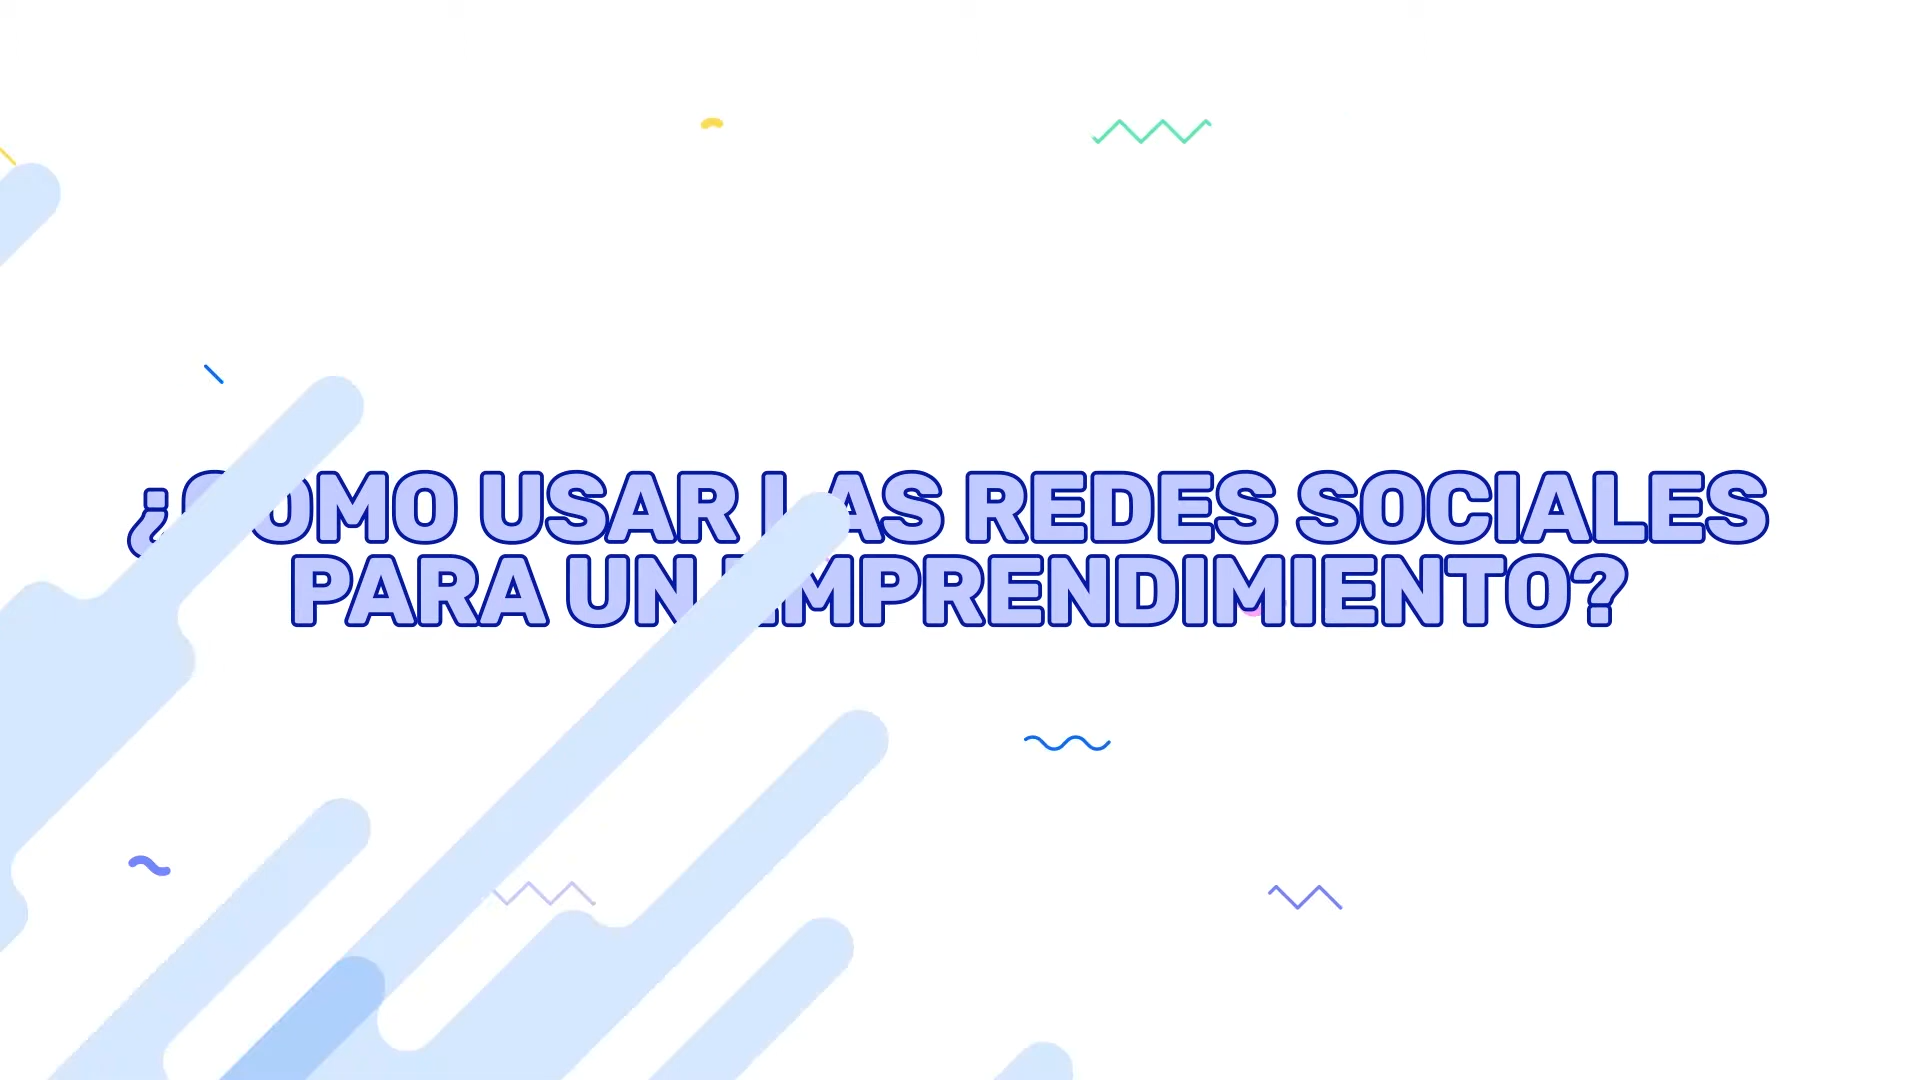 ¿COMO USAR LAS REDES SOCIALES
PARA UN EMPRENDIMIENTO?